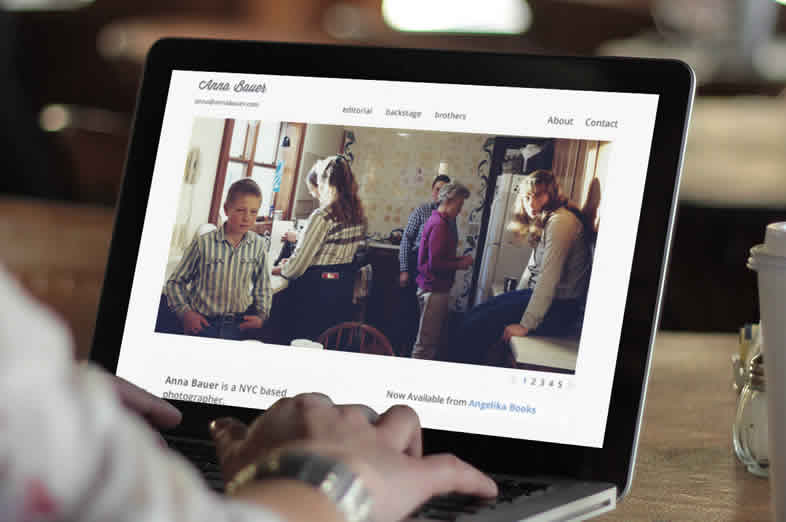 Anna Bauer
anna@annabauer.com
editorial backstage brothers
About Contact
1 2 3 4 5
Anna Bauer is a NYC based
photographer.
Now Available from Angelika Books